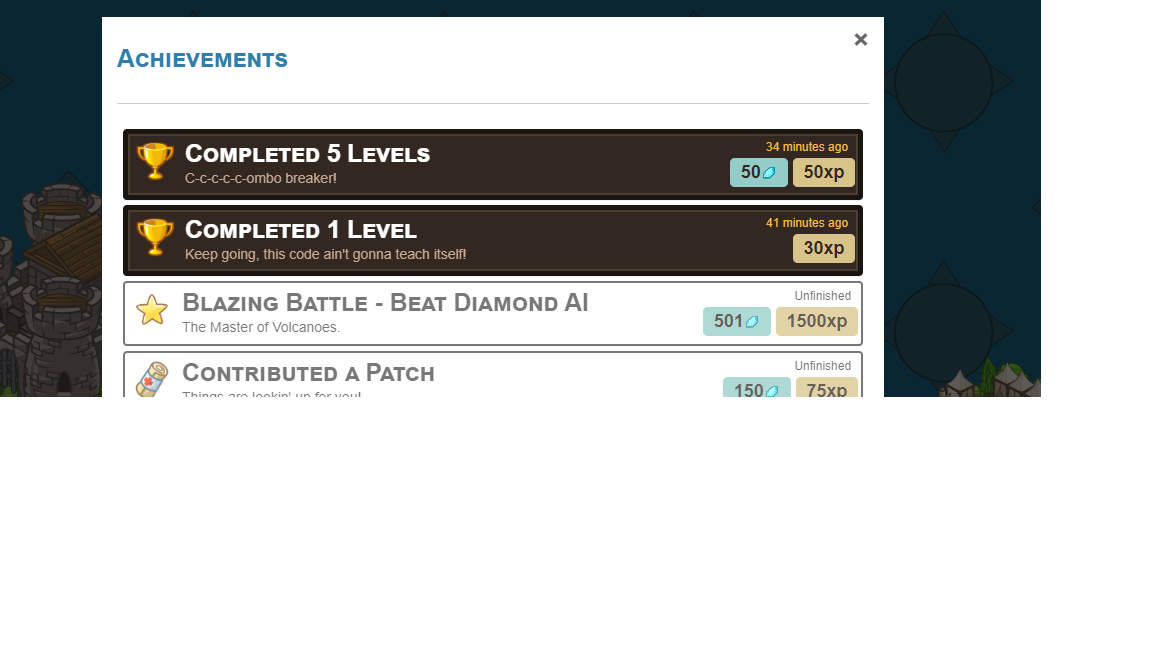 Achievements
×
Completed 5 Levels
C-c-c-c-c-ombo breaker!
34 minutes ago
50 50xp
Completed 1 Level
Keep going, this code ain't gonna teach itself!
41 minutes ago
30xp
Blazing Battle - Beat Diamond AI
The Master of Volcanoes.
Unfinished
501 1500xp
Contributed a Patch
Things are lookin' up for you!
Unfinished
150 75xp